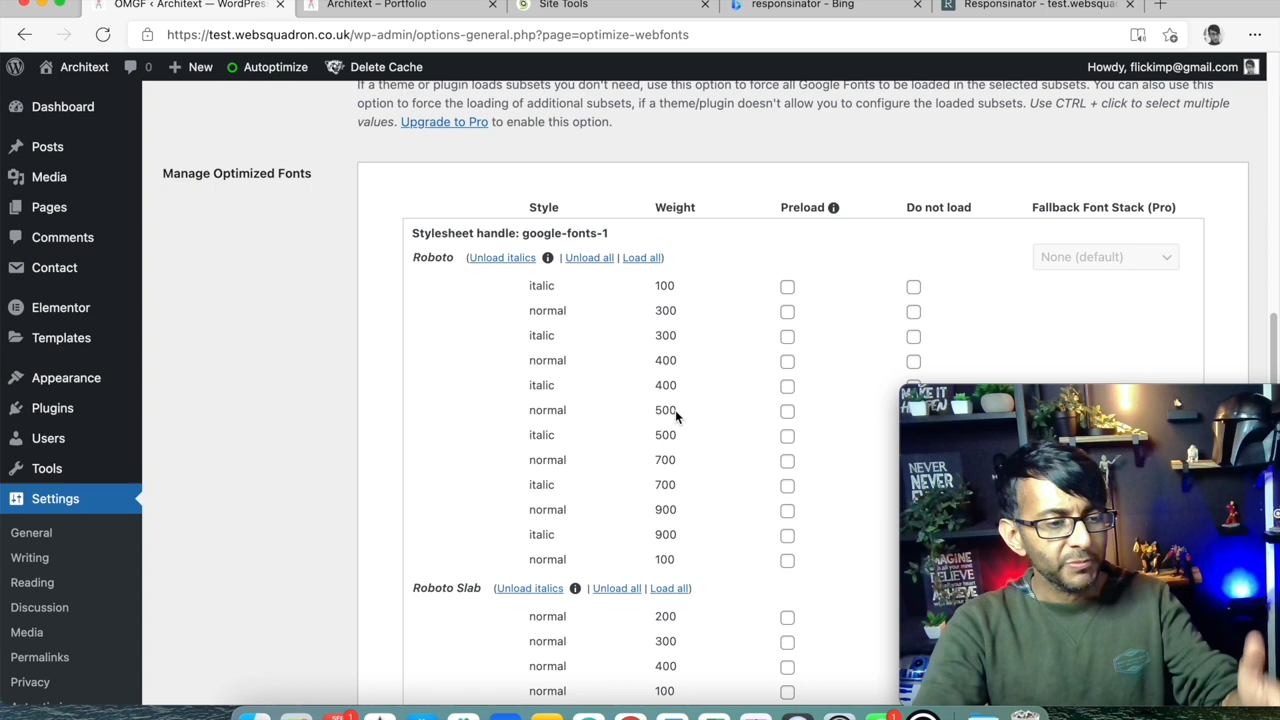 OMGF ‹ Architext — WordPres
Architext – Portfolio
Site Tools
responsinator - Bing
Responsinator - test.websquad
https://test.websquadron.co.uk/wp-admin/options-general.php?page=optimize-webfonts
Architext
0
New
Autoptimize
Delete Cache
Howdy, flickimp@gmail.com
Dashboard
Posts
Media
Pages
Comments
Contact
Elementor
Templates
Appearance
Plugins
Users
Tools
Settings
General
Writing
Reading
Discussion
Media
Permalinks
Privacy
If a theme or plugin loads subsets you don't need, use this option to force all Google Fonts to be loaded in the selected subsets. You can also use
this option to force the loading of additional subsets, if a theme/plugin doesn't allow you to configure the loaded subsets. Use CTRL + click to select multiple
values. Upgrade to Pro to enable this option.
Manage Optimized Fonts
Style Weight Preload Do not load Fallback Font Stack (Pro)
Stylesheet handle: google-fonts-1
Roboto (Unload italics | Unload all | Load all)
None (default)
italic 100
normal 300
italic 300
normal 400
italic 400
normal 500
italic 500
normal 700
italic 700
normal 900
italic 900
normal 100
Roboto Slab (Unload italics | Unload all | Load all)
normal 200
normal 300
normal 400
normal 100
MAKE IT
HAPPEN
NEVER
NEVER
IMAGINE
BELIEVE
ACHIEVE